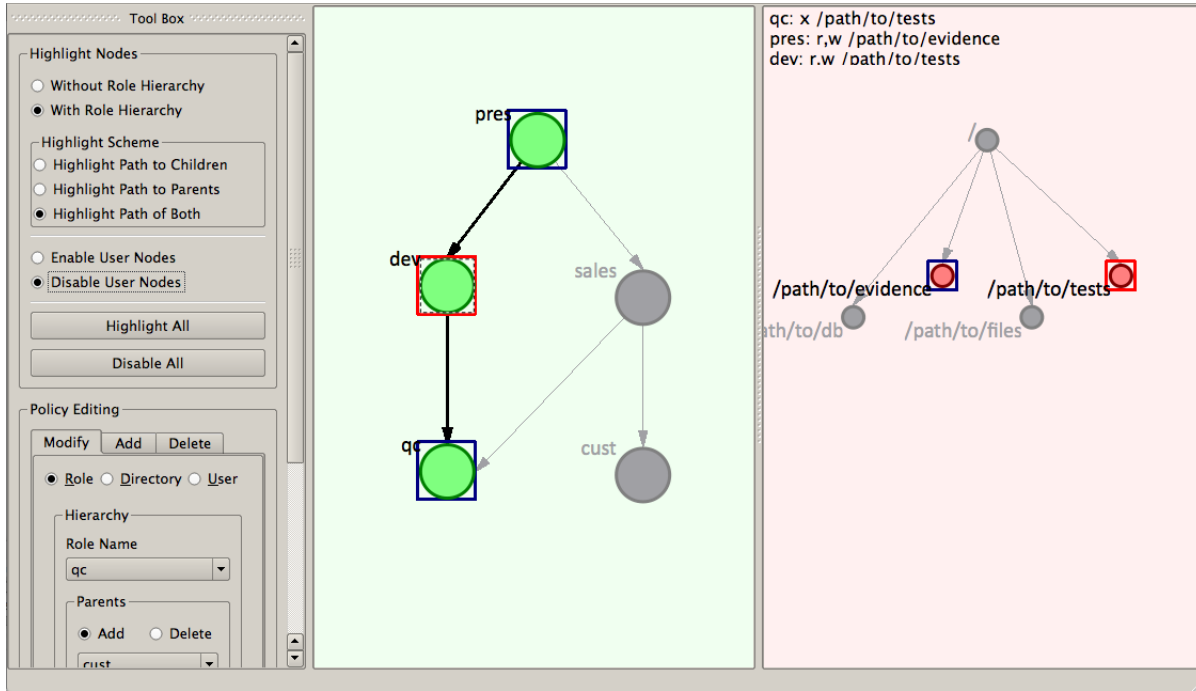 Tool Box
Highlight Nodes
Without Role Hierarchy
With Role Hierarchy
Highlight Scheme
Highlight Path to Children
Highlight Path to Parents
Highlight Path of Both
Enable User Nodes
Disable User Nodes
Highlight All
Disable All
Policy Editing
Modify Add Delete
Role Directory User
Hierarchy
Role Name
qc
Parents
Add Delete
cust
pres
dev
sales
qc
cust
qc: x /path/to/tests
pres: r,w /path/to/evidence
dev: r,w /path/to/tests
/
/path/to/evidence /path/to/tests
ath/to/db /path/to/files